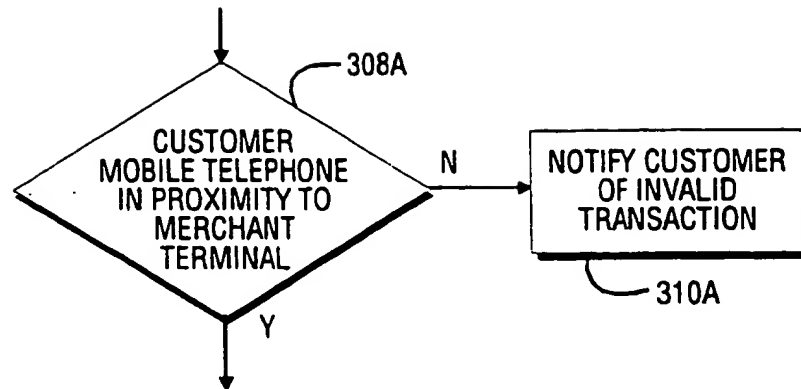 308A
CUSTOMER
MOBILE TELEPHONE
IN PROXIMITY TO
MERCHANT
TERMINAL
N
NOTIFY CUSTOMER
OF INVALID
TRANSACTION
310A
Y